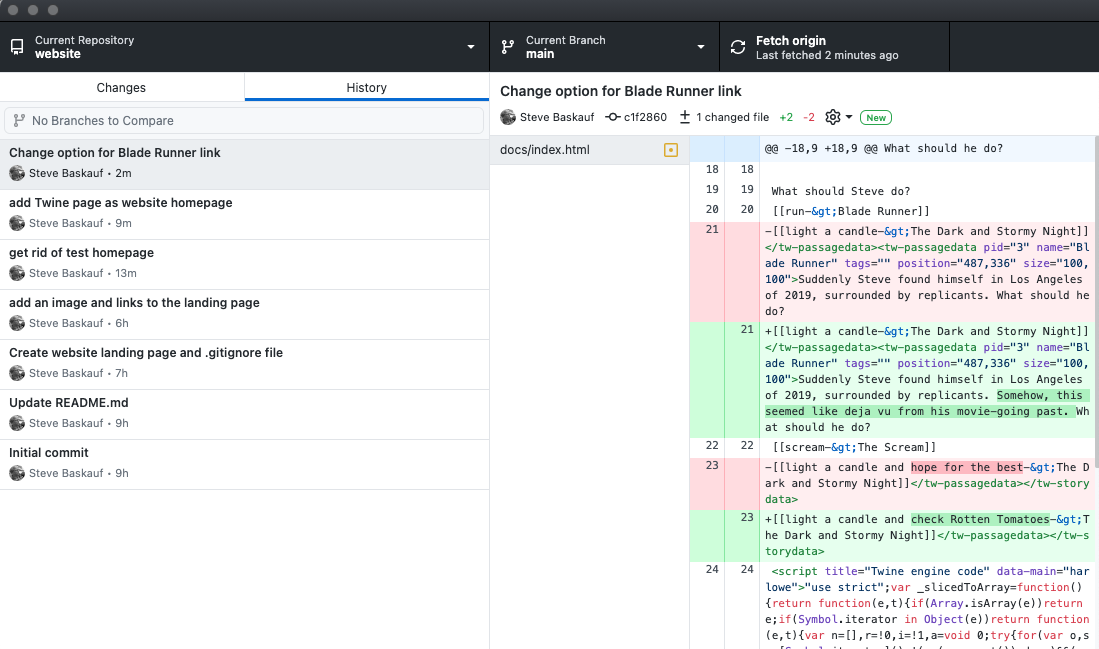 Current Repository
website
Current Branch
main
Fetch origin
Last fetched 2 minutes ago
Changes
History
No Branches to Compare
Change option for Blade Runner link
Steve Baskauf • 2m
add Twine page as website homepage
Steve Baskauf • 9m
get rid of test homepage
Steve Baskauf • 13m
add an image and links to the landing page
Steve Baskauf • 6h
Create website landing page and .gitignore file
Steve Baskauf • 7h
Update README.md
Steve Baskauf • 9h
Initial commit
Steve Baskauf • 9h
Change option for Blade Runner link
Steve Baskauf c1f2860 1 changed file +2 -2 New
docs/index.html
@@ -18,9 +18,9 @@ What should he do?
18 18
19 19 What should Steve do?
20 20 [[run-&gt;Blade Runner]]
21 -[[light a candle-&gt;The Dark and Stormy Night]]
</tw-passagedata><tw-passagedata pid="3" name="Bl
ade Runner" tags="" position="487,336" size="100,
100">Suddenly Steve found himself in Los Angeles
of 2019, surrounded by replicants. What should he
do?
21 +[[light a candle-&gt;The Dark and Stormy Night]]
</tw-passagedata><tw-passagedata pid="3" name="Bl
ade Runner" tags="" position="487,336" size="100,
100">Suddenly Steve found himself in Los Angeles
of 2019, surrounded by replicants. Somehow, this
seemed like deja vu from his movie-going past. Wh
at should he do?
22 22 [[scream-&gt;The Scream]]
23 -[[light a candle and hope for the best-&gt;The D
ark and Stormy Night]]</tw-passagedata></tw-story
data>
23 +[[light a candle and check Rotten Tomatoes-&gt;T
he Dark and Stormy Night]]</tw-passagedata></tw-s
torydata>
24 24 <script title="Twine engine code" data-main="har
lowe">"use strict";var _slicedToArray=function()
{return function(e,t){if(Array.isArray(e))return
e;if(Symbol.iterator in Object(e))return function
(e,t){var n=[],r=!0,i=!1,a=void 0;try{for(var o,s